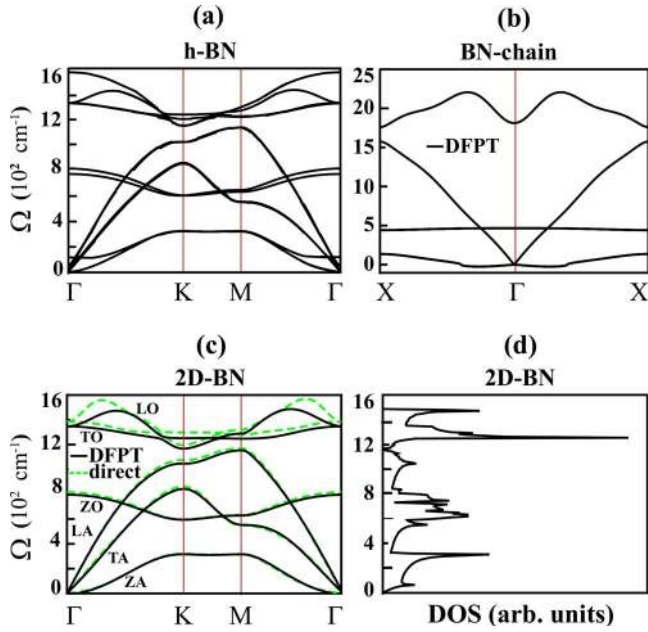 (a)
h-BN
16
12
8
4
0
Ω (10² cm⁻¹)
Γ K M Γ
(b)
BN-chain
25
20
15
10
5
0
DFPT
X Γ X
(c)
2D-BN
16
12
8
4
0
Ω (10² cm⁻¹)
LO
TO
DFPT
direct
ZO
LA
TA
ZA
Γ K M Γ
(d)
2D-BN
16
12
8
4
0
DOS (arb. units)